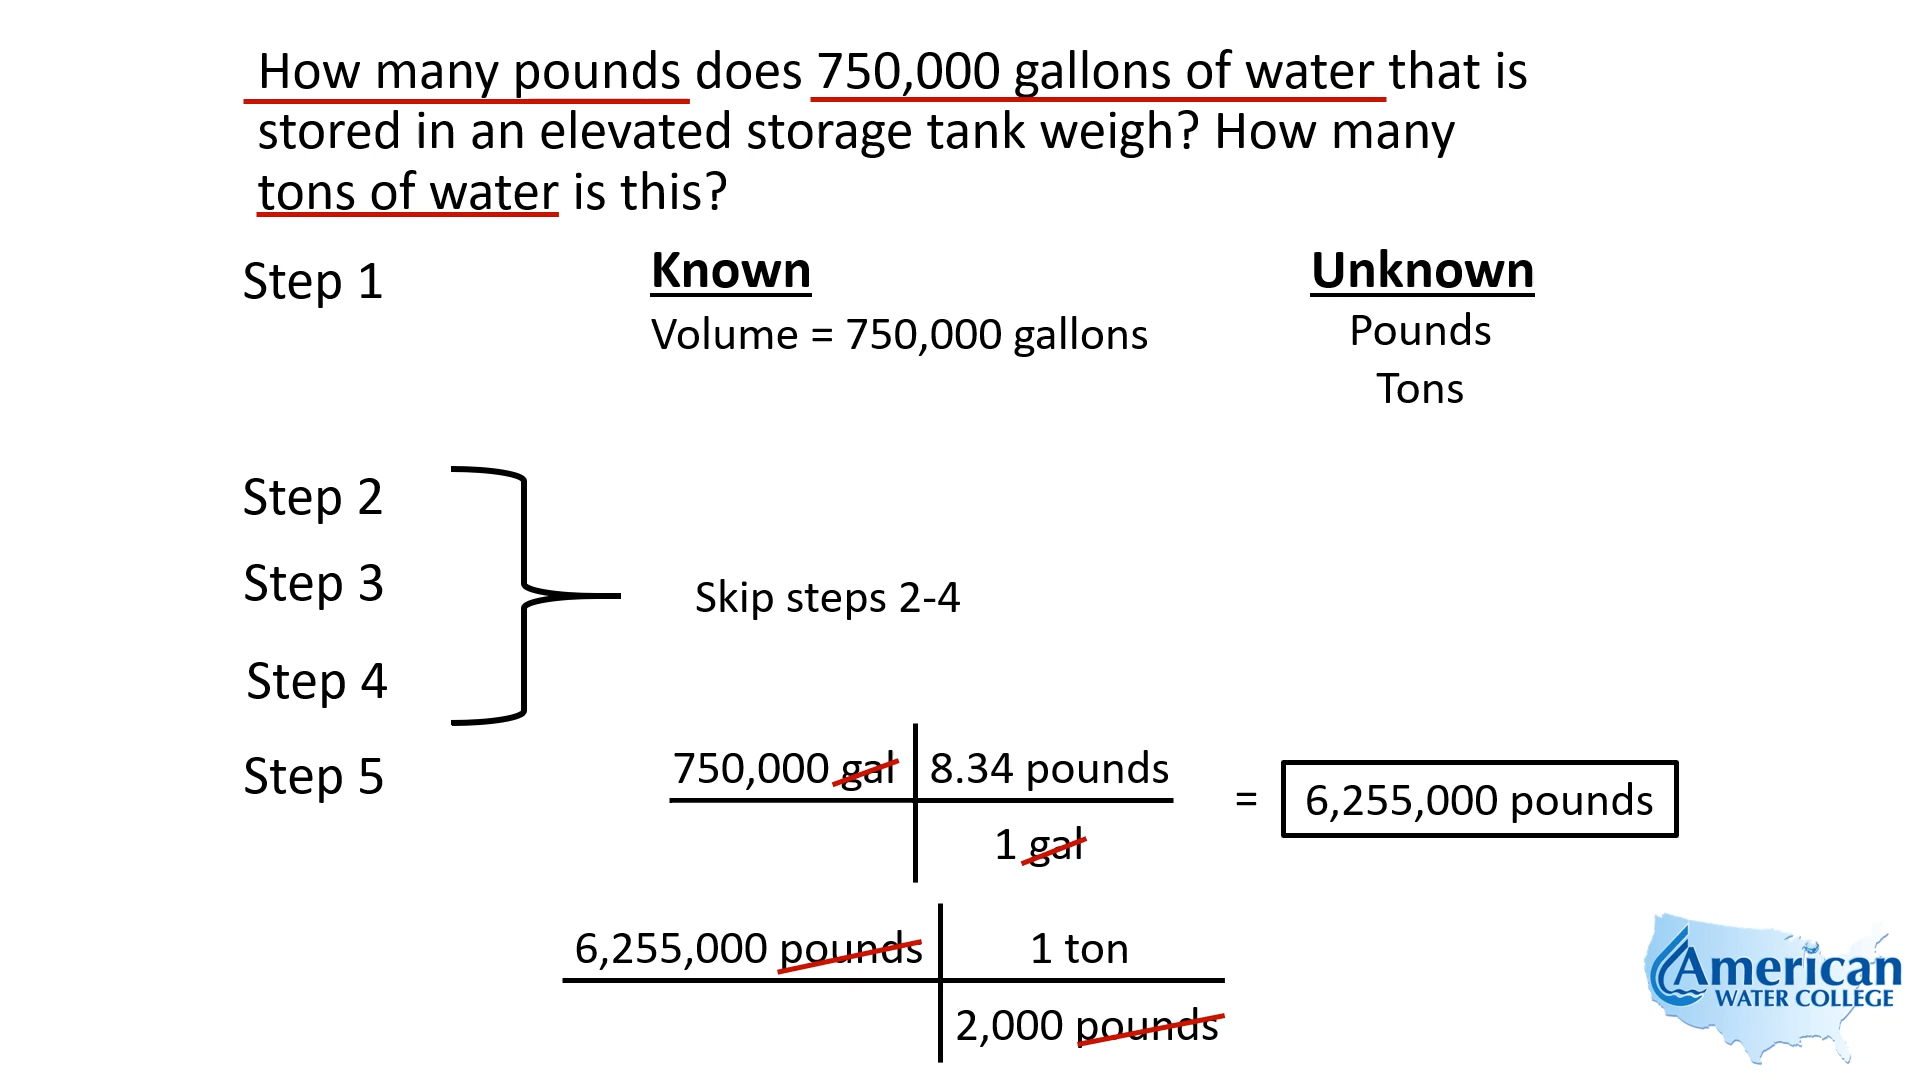 How many pounds does 750,000 gallons of water that is
stored in an elevated storage tank weigh? How many
tons of water is this?
Step 1
Known
Unknown
Volume = 750,000 gallons
Pounds
Tons
Step 2
Step 3
Step 4
Skip steps 2-4
Step 5
750,000 gal 8.34 pounds
1 gal
= 6,255,000 pounds
6,255,000 pounds 1 ton
2,000 pounds
American
WATER COLLEGE